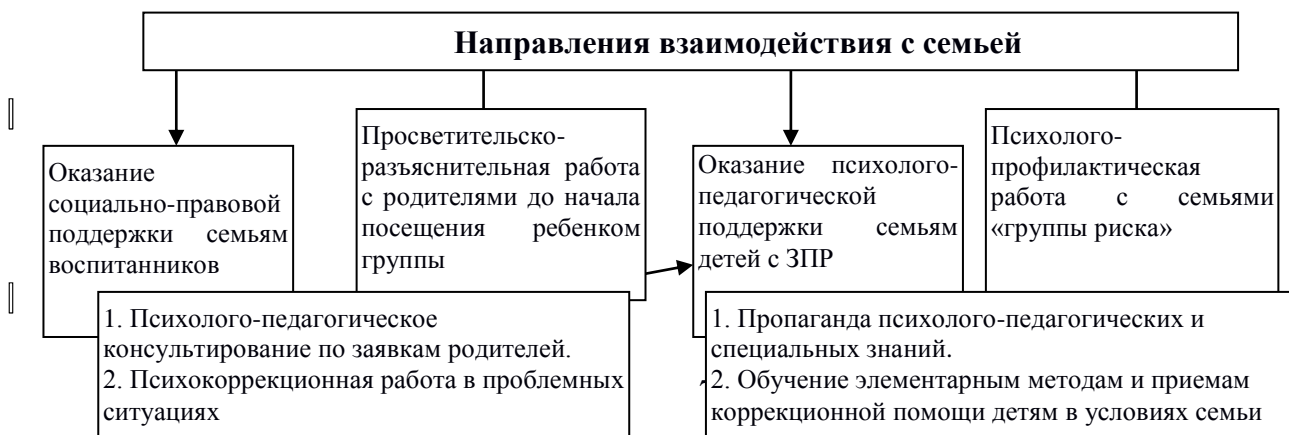 Направления взаимодействия с семьей
Оказание
социально-правовой
поддержки семьям
воспитанников
Просветительско-
разъяснительная работа
с родителями до начала
посещения ребенком
группы
Оказание психолого-
педагогической
поддержки семьям
детей с ЗПР
Психолого-
профилактическая
работа с семьями
«группы риска»
1. Психолого-педагогическое
консультирование по заявкам родителей.
2. Психокоррекционная работа в проблемных
ситуациях
1. Пропаганда психолого-педагогических и
специальных знаний.
2. Обучение элементарным методам и приемам
коррекционной помощи детям в условиях семьи